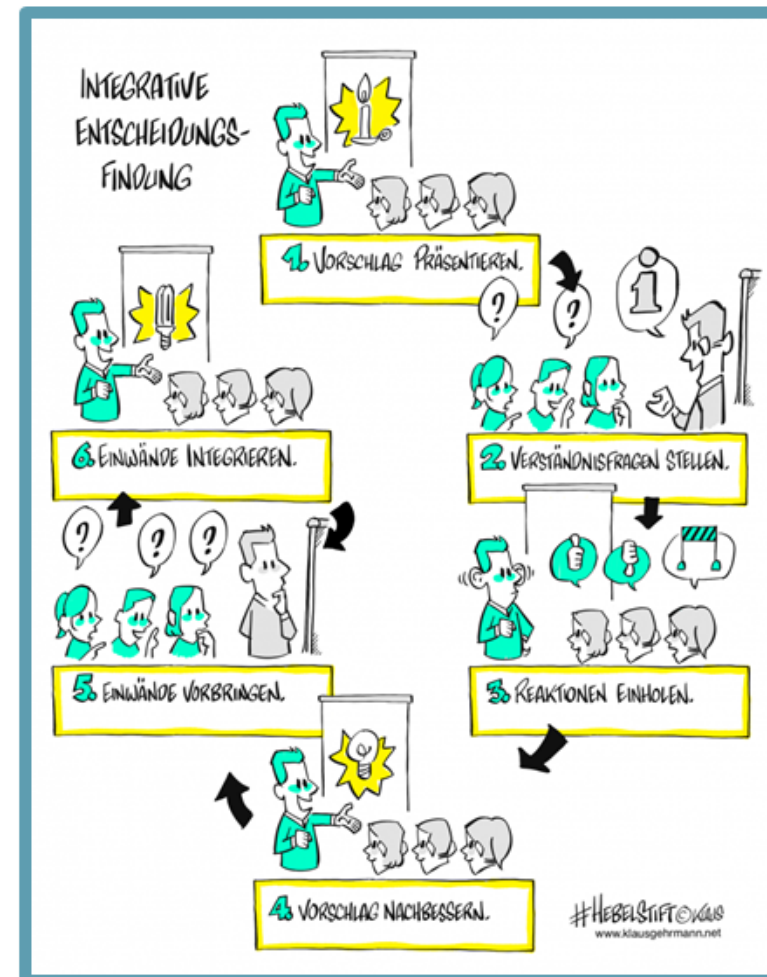 INTEGRATIVE
ENTSCHEIDUNGS-
FINDUNG
1. VORSCHLAG PRÄSENTIEREN.
? ? i
2. VERSTÄNDNISFRAGEN STELLEN.
3. REAKTIONEN EINHOLEN.
4. VORSCHLAG NACHBESSERN.
? ? ?
5. EINWÄNDE VORBRINGEN.
6. EINWÄNDE INTEGRIEREN.
#HEBELSTIFT © KLAUS
www.klausgehrmann.net